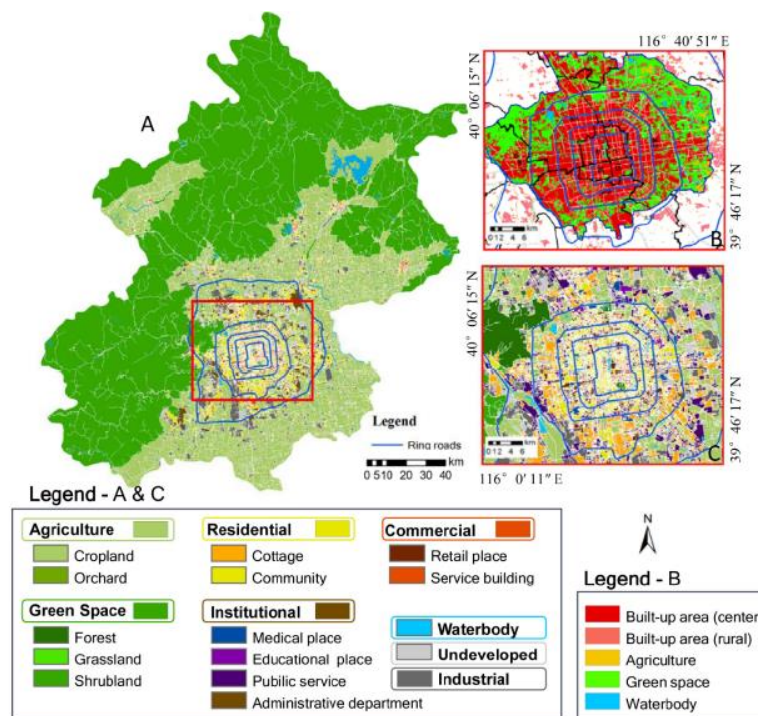 A
116° 40′ 51″ E
40° 06′ 15″ N
39° 46′ 17″ N
B
0 1 2 4 6 km
40° 06′ 15″ N
39° 46′ 17″ N
C
0 1 2 4 6 km
116° 0′ 11″ E
Legend
Ring roads
0 5 10 20 30 40 km
Legend - A & C
Agriculture
Cropland
Orchard
Green Space
Forest
Grassland
Shrubland
Residential
Cottage
Community
Institutional
Medical place
Educational place
Public service
Administrative department
Commercial
Retail place
Service building
Waterbody
Undeveloped
Industrial
N
Legend - B
Built-up area (center
Built-up area (rural)
Agriculture
Green space
Waterbody